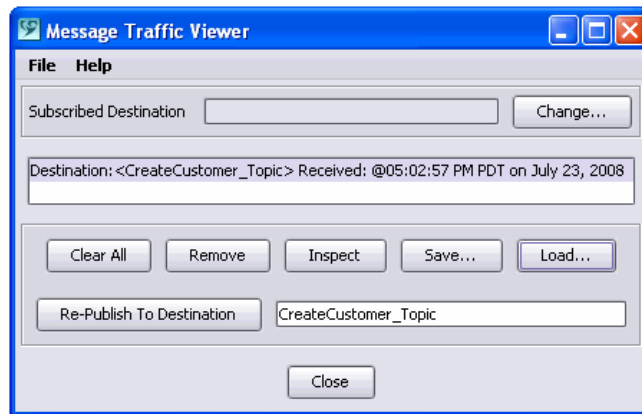 Message Traffic Viewer
File Help
Subscribed Destination Change...
Destination: <CreateCustomer_Topic> Received: @05:02:57 PM PDT on July 23, 2008
Clear All Remove Inspect Save... Load...
Re-Publish To Destination CreateCustomer_Topic
Close